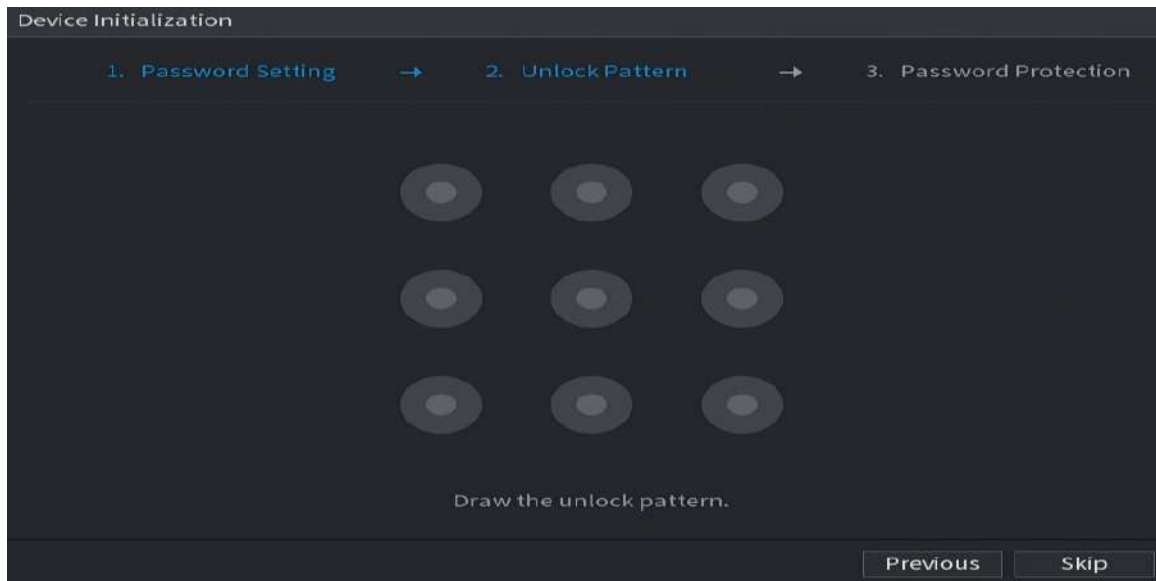 Device Initialization
1. Password Setting → 2. Unlock Pattern → 3. Password Protection
Draw the unlock pattern.
Previous Skip